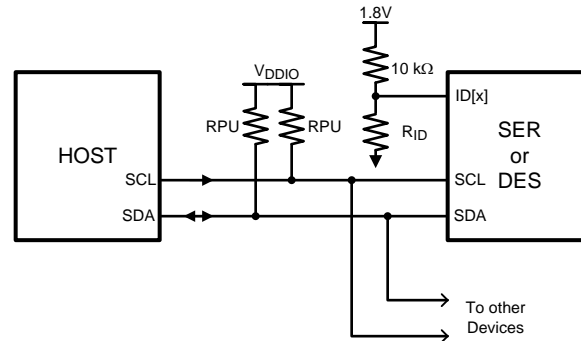 1.8V
10 kΩ
VDDIO
ID[x]
RPU
RPU
RID
HOST
SER
or
DES
SCL
SCL
SDA
SDA
To other
Devices